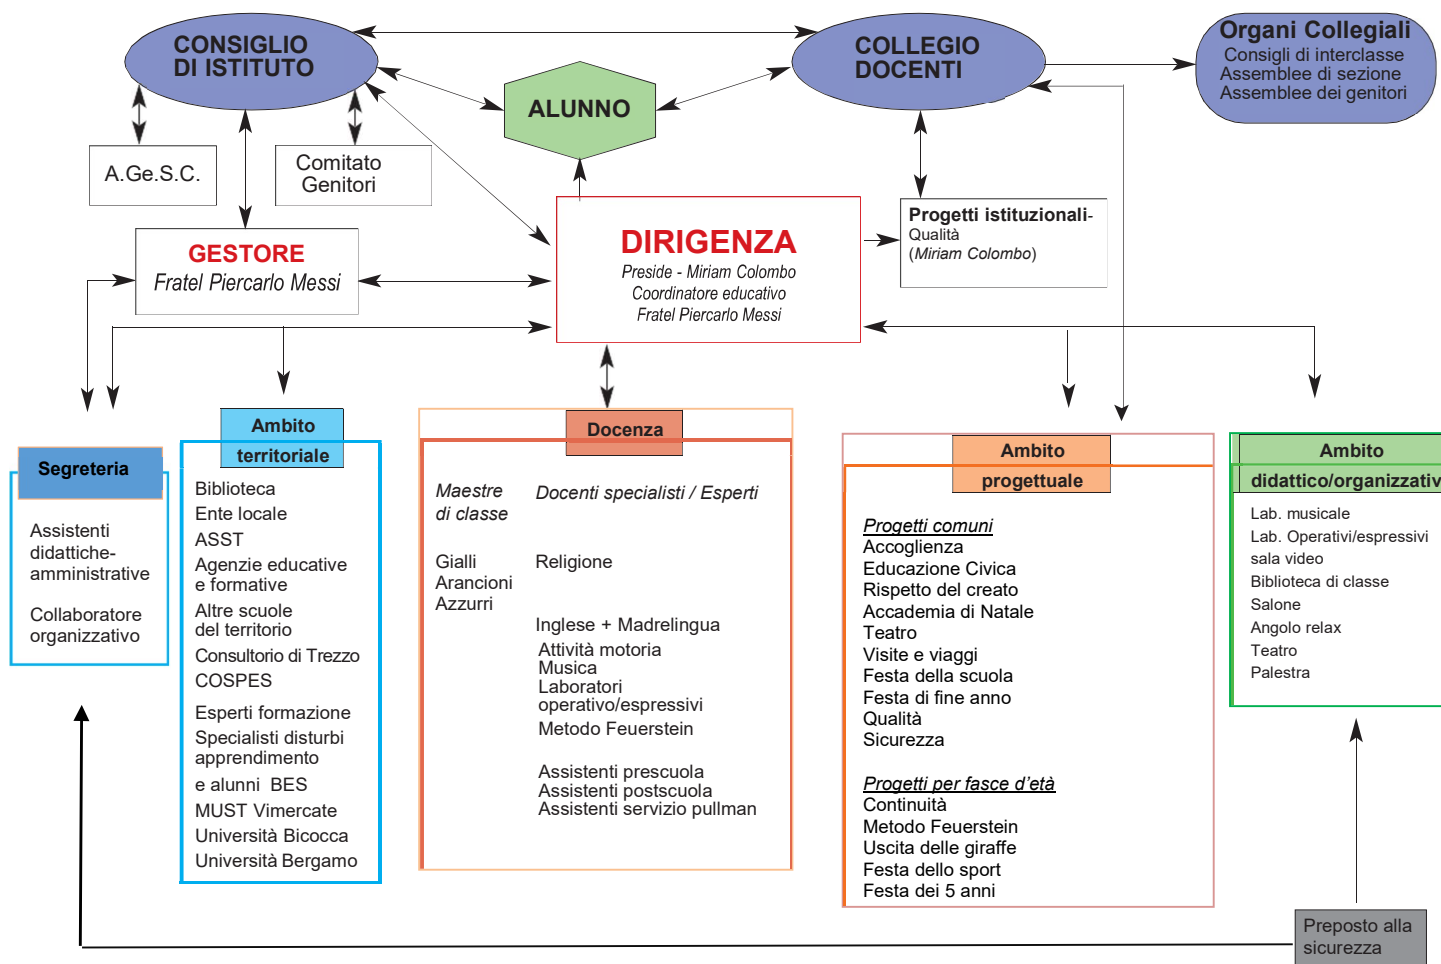 CONSIGLIO
DI ISTITUTO
COLLEGIO
DOCENTI
Organi Collegiali
Consigli di interclasse
Assemblee di sezione
Assemblee dei genitori
ALUNNO
A.Ge.S.C.
Comitato
Genitori
GESTORE
Fratel Piercarlo Messi
DIRIGENZA
Preside - Miriam Colombo
Coordinatore educativo
Fratel Piercarlo Messi
Progetti istituzionali-
Qualità
(Miriam Colombo)
Segreteria
Assistenti
didattiche-
amministrative
Collaboratore
organizzativo
Ambito
territoriale
Biblioteca
Ente locale
ASST
Agenzie educative
e formative
Altre scuole
del territorio
Consultorio di Trezzo
COSPES
Esperti formazione
Specialisti disturbi
apprendimento
e alunni BES
MUST Vimercate
Università Bicocca
Università Bergamo
Docenza
Maestre
di classe
Gialli
Arancioni
Azzurri
Docenti specialisti / Esperti
Religione
Inglese + Madrelingua
Attività motoria
Musica
Laboratori
operativo/espressivi
Metodo Feuerstein
Assistenti prescuola
Assistenti postscuola
Assistenti servizio pullman
Ambito
progettuale
Progetti comuni
Accoglienza
Educazione Civica
Rispetto del creato
Accademia di Natale
Teatro
Visite e viaggi
Festa della scuola
Festa di fine anno
Qualità
Sicurezza
Progetti per fasce d'età
Continuità
Metodo Feuerstein
Uscita delle giraffe
Festa dello sport
Festa dei 5 anni
Ambito
didattico/organizzativ
Lab. musicale
Lab. Operativi/espressivi
sala video
Biblioteca di classe
Salone
Angolo relax
Teatro
Palestra
Preposto alla
sicurezza